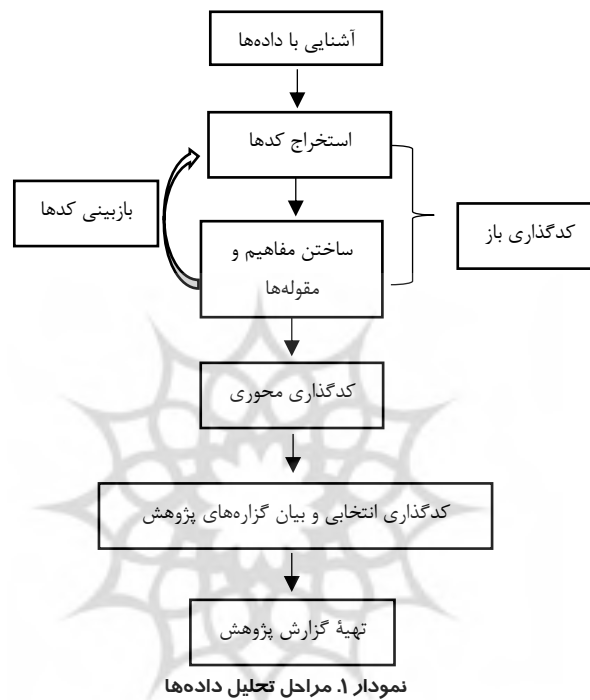 آشنایی با داده‌ها
استخراج کدها
بازبینی کدها
کدگذاری باز
ساختن مفاهیم و
مقوله‌ها
کدگذاری محوری
کدگذاری انتخابی و بیان گزاره‌های پژوهش
تهیهٔ گزارش پژوهش
نمودار ۱. مراحل تحلیل داده‌ها